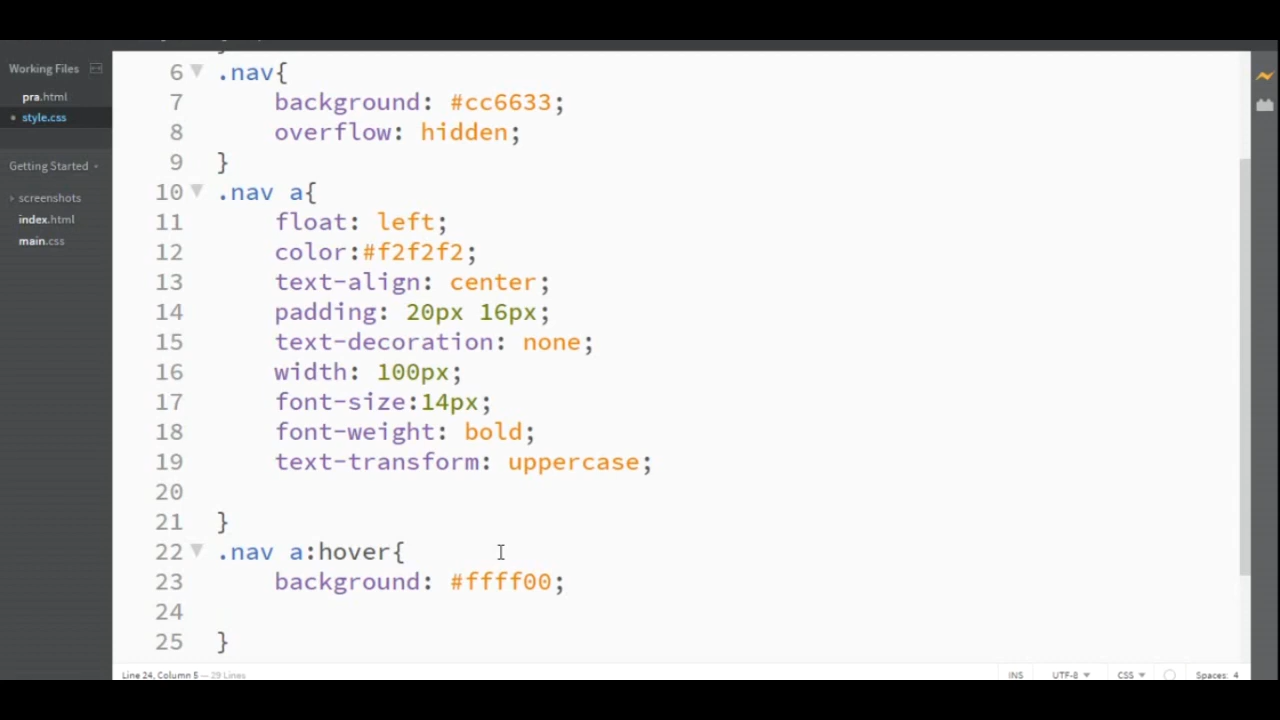 Working Files
pra.html
style.css
Getting Started
screenshots
index.html
main.css
6 .nav{
7 background: #cc6633;
8 overflow: hidden;
9 }
10 .nav a{
11 float: left;
12 color:#f2f2f2;
13 text-align: center;
14 padding: 20px 16px;
15 text-decoration: none;
16 width: 100px;
17 font-size:14px;
18 font-weight: bold;
19 text-transform: uppercase;
20
21 }
22 .nav a:hover{
23 background: #ffff00;
24
25 }
Line 24, Column 5 — 29 Lines
INS UTF-8 CSS Spaces: 4